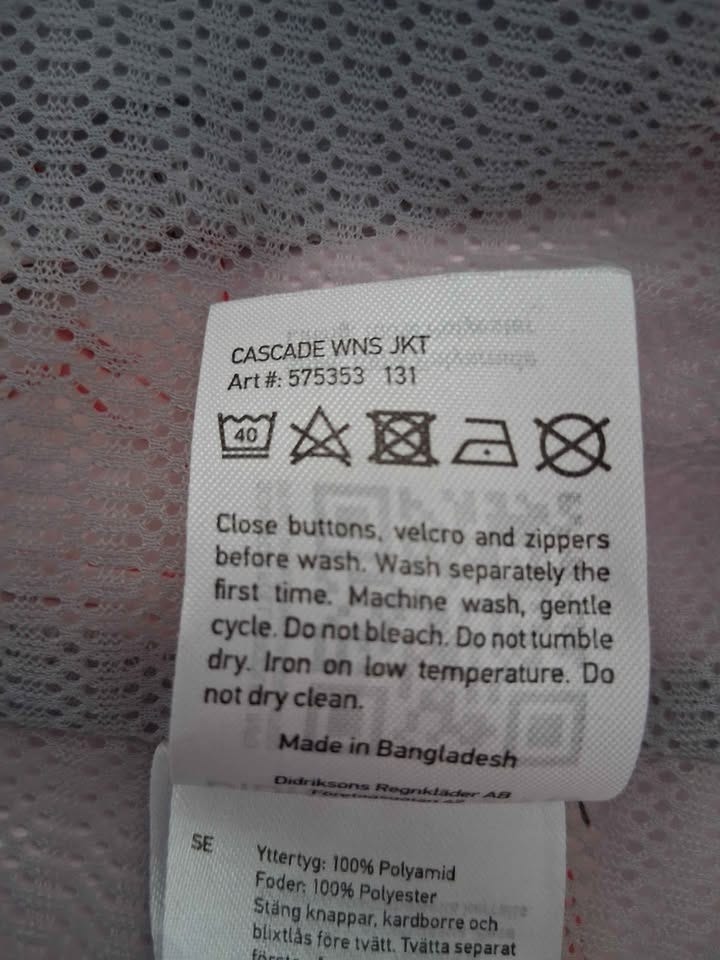 CASCADE WNS JKT
Art #: 575353 131
40
Close buttons, velcro and zippers
before wash. Wash separately the
first time. Machine wash, gentle
cycle. Do not bleach. Do not tumble
dry. Iron on low temperature. Do
not dry clean.
Made in Bangladesh
Didriksons Regnkläder AB
SE
Yttertyg: 100% Polyamid
Foder: 100% Polyester
Stäng knappar, kardborre och
blixtlås före tvätt. Tvätta separat